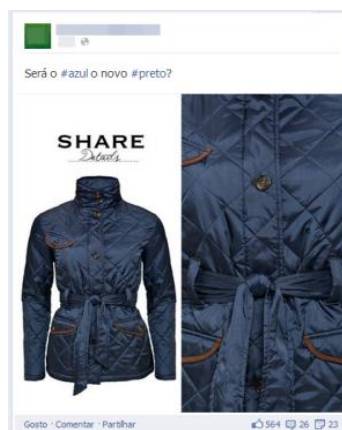 Será o #azul o novo #preto?
SHARE
Details
Gosto · Comentar · Partilhar 564 26 23